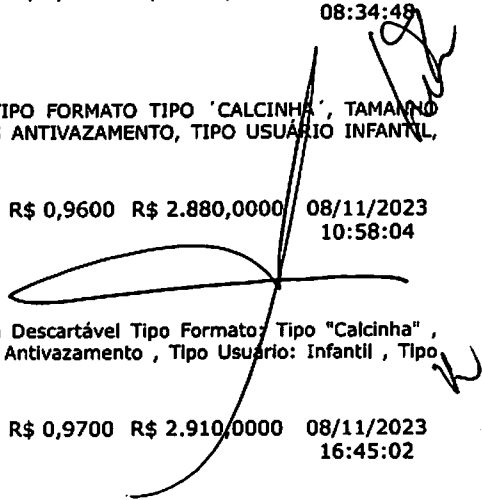 08:34:48
TIPO FORMATO TIPO ´CALCINHA´, TAMANHO
ANTIVAZAMENTO, TIPO USUÁRIO INFANTIL,
R$ 0,9600 R$ 2.880,0000 08/11/2023
10:58:04
Descartável Tipo Formato: Tipo "Calcinha" ,
Antivazamento , Tipo Usuário: Infantil , Tipo
R$ 0,9700 R$ 2.910,0000 08/11/2023
16:45:02